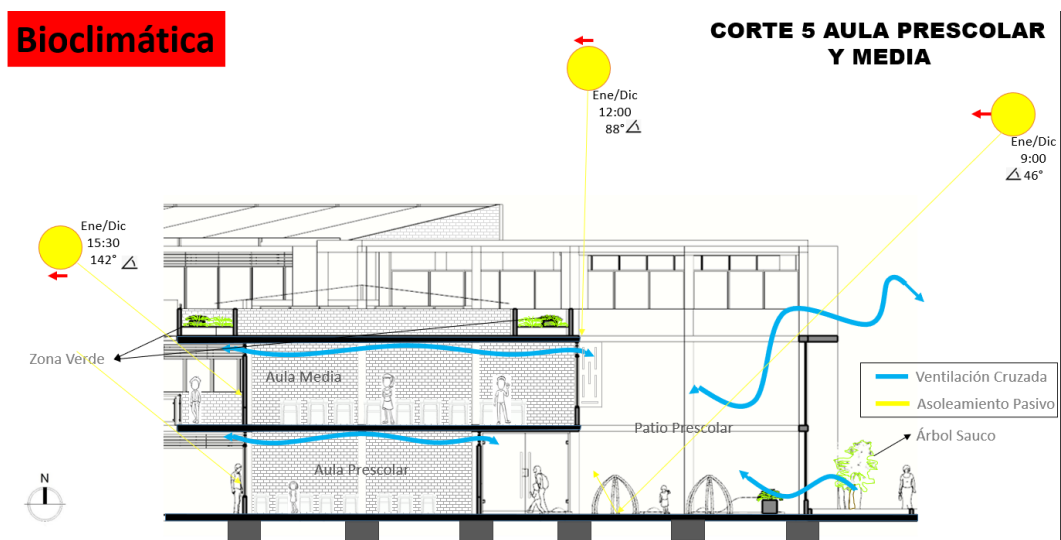 Bioclimática
CORTE 5 AULA PRESCOLAR
Y MEDIA
Ene/Dic
12:00
88°
Ene/Dic
9:00
46°
Ene/Dic
15:30
142°
Zona Verde
Aula Media
Aula Prescolar
Patio Prescolar
Ventilación Cruzada
Asoleamiento Pasivo
Árbol Sauco
N